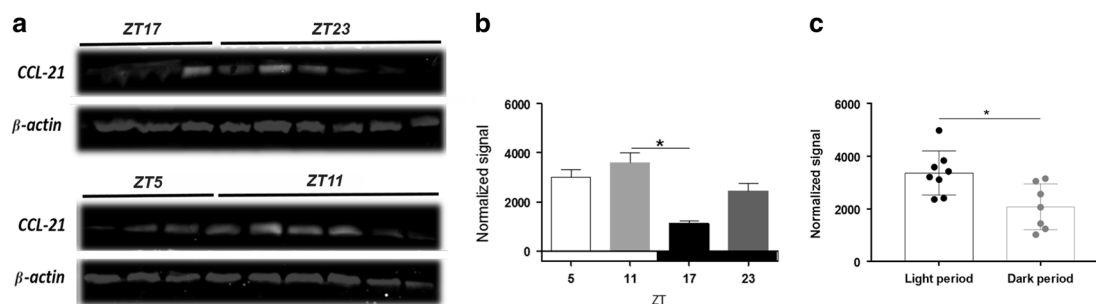 a
ZT17 ZT23
CCL-21
β-actin
ZT5 ZT11
CCL-21
β-actin
b
Normalized signal
6000
4000
2000
0
*
5 11 17 23
ZT
c
Normalized signal
6000
4000
2000
0
*
Light period Dark period